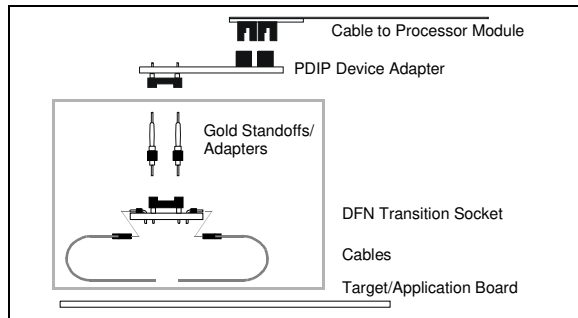 Cable to Processor Module
PDIP Device Adapter
Gold Standoffs/
Adapters
DFN Transition Socket
Cables
Target/Application Board